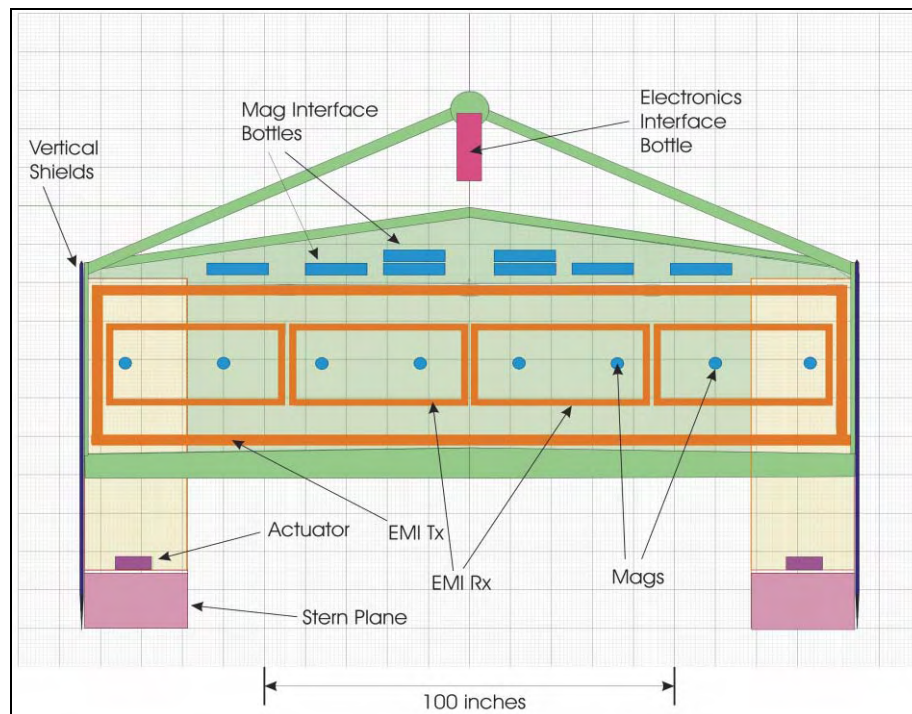 Mag Interface
Bottles
Electronics
Interface
Bottle
Vertical
Shields
Actuator
EMI Tx
EMI Rx
Mags
Stern Plane
100 inches